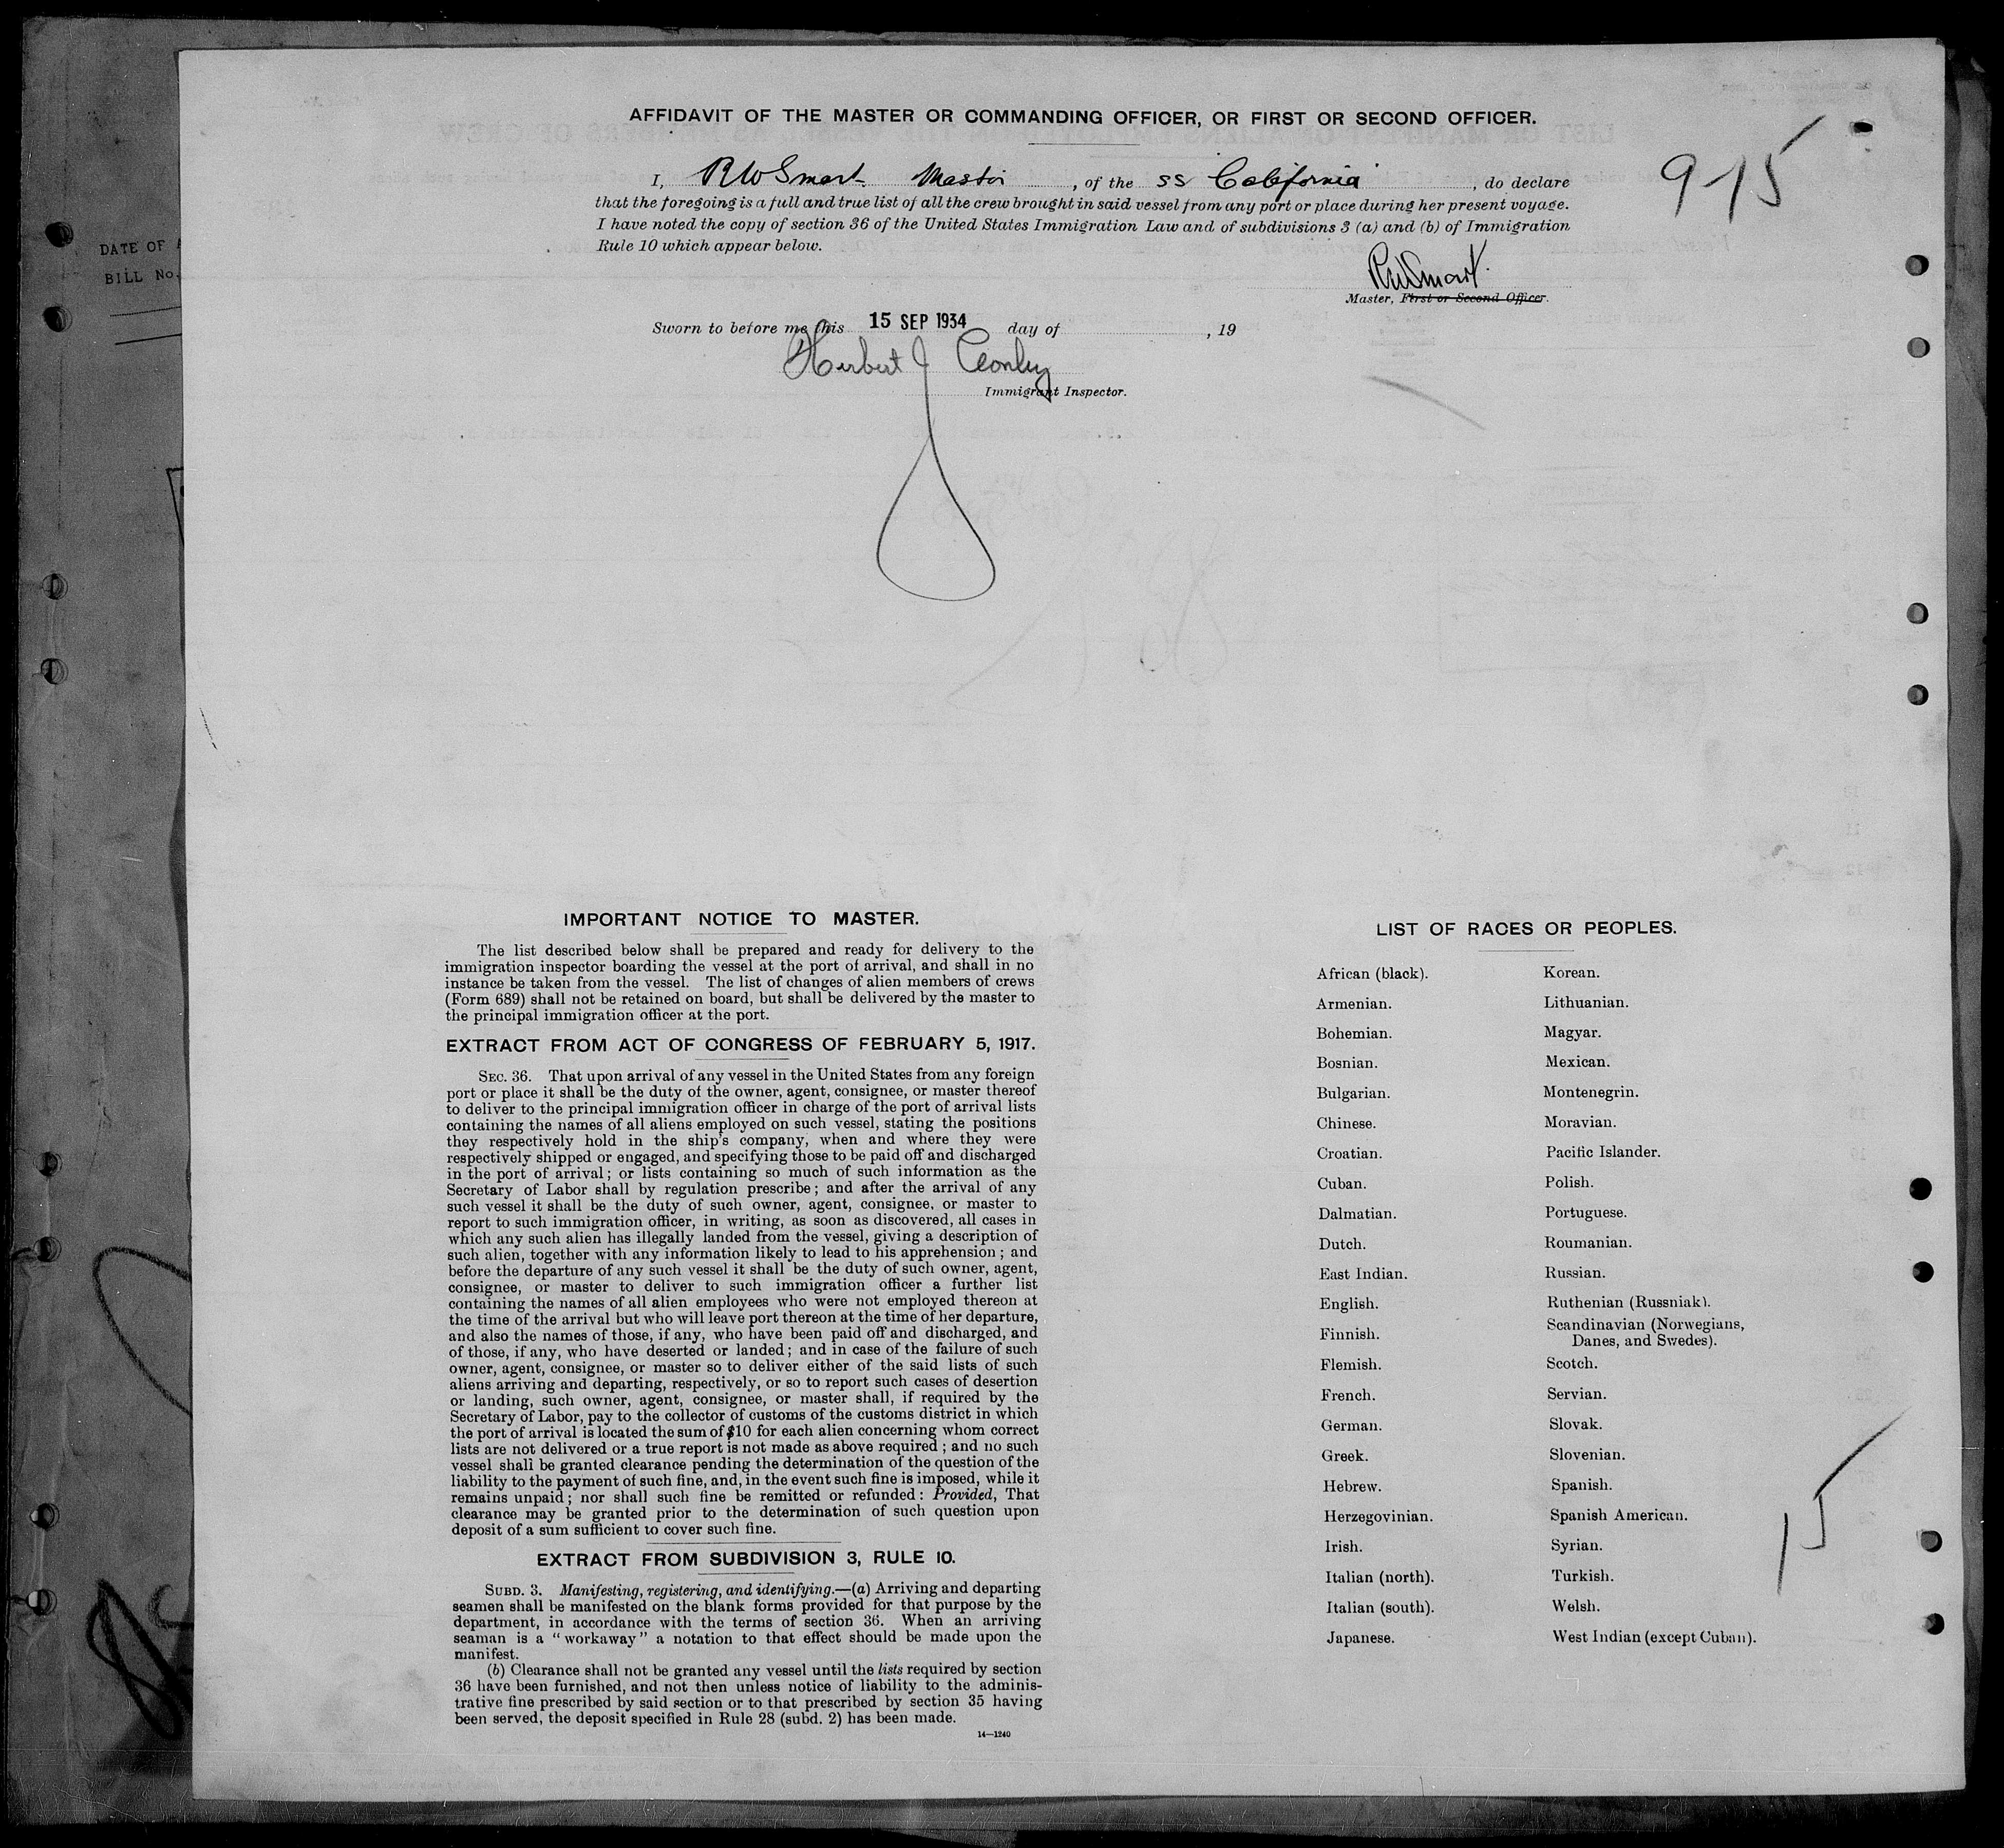 DATE OF
BILL No.
AFFIDAVIT OF THE MASTER OR COMMANDING OFFICER, OR FIRST OR SECOND OFFICER.
9-15
I, RWSmart. Master, of the SS California, do declare
that the foregoing is a full and true list of all the crew brought in said vessel from any port or place during her present voyage.
I have noted the copy of section 36 of the United States Immigration Law and of subdivisions 3 (a) and (b) of Immigration
Rule 10 which appear below.
RWSmart.
Master, First or Second Officer.
Sworn to before me this 15 SEP 1934 day of , 19
Herbert J Conley
Immigrant Inspector.
IMPORTANT NOTICE TO MASTER.
The list described below shall be prepared and ready for delivery to the
immigration inspector boarding the vessel at the port of arrival, and shall in no
instance be taken from the vessel. The list of changes of alien members of crews
(Form 689) shall not be retained on board, but shall be delivered by the master to
the principal immigration officer at the port.
EXTRACT FROM ACT OF CONGRESS OF FEBRUARY 5, 1917.
SEC. 36. That upon arrival of any vessel in the United States from any foreign
port or place it shall be the duty of the owner, agent, consignee, or master thereof
to deliver to the principal immigration officer in charge of the port of arrival lists
containing the names of all aliens employed on such vessel, stating the positions
they respectively hold in the ship's company, when and where they were
respectively shipped or engaged, and specifying those to be paid off and discharged
in the port of arrival; or lists containing so much of such information as the
Secretary of Labor shall by regulation prescribe; and after the arrival of any
such vessel it shall be the duty of such owner, agent, consignee, or master to
report to such immigration officer, in writing, as soon as discovered, all cases in
which any such alien has illegally landed from the vessel, giving a description of
such alien, together with any information likely to lead to his apprehension; and
before the departure of any such vessel it shall be the duty of such owner, agent,
consignee, or master to deliver to such immigration officer a further list
containing the names of all alien employees who were not employed thereon at
the time of the arrival but who will leave port thereon at the time of her departure,
and also the names of those, if any, who have been paid off and discharged, and
of those, if any, who have deserted or landed; and in case of the failure of such
owner, agent, consignee, or master so to deliver either of the said lists of such
aliens arriving and departing, respectively, or so to report such cases of desertion
or landing, such owner, agent, consignee, or master shall, if required by the
Secretary of Labor, pay to the collector of customs of the customs district in which
the port of arrival is located the sum of $10 for each alien concerning whom correct
lists are not delivered or a true report is not made as above required; and no such
vessel shall be granted clearance pending the determination of the question of the
liability to the payment of such fine, and, in the event such fine is imposed, while it
remains unpaid; nor shall such fine be remitted or refunded: Provided, That
clearance may be granted prior to the determination of such question upon
deposit of a sum sufficient to cover such fine.
EXTRACT FROM SUBDIVISION 3, RULE 10.
SUBD. 3. Manifesting, registering, and identifying.—(a) Arriving and departing
seamen shall be manifested on the blank forms provided for that purpose by the
department, in accordance with the terms of section 36. When an arriving
seaman is a "workaway" a notation to that effect should be made upon the
manifest.
(b) Clearance shall not be granted any vessel until the lists required by section
36 have been furnished, and not then unless notice of liability to the adminis-
trative fine prescribed by said section or to that prescribed by section 35 having
been served, the deposit specified in Rule 28 (subd. 2) has been made.
14—1240
LIST OF RACES OR PEOPLES.
African (black).
Armenian.
Bohemian.
Bosnian.
Bulgarian.
Chinese.
Croatian.
Cuban.
Dalmatian.
Dutch.
East Indian.
English.
Finnish.
Flemish.
French.
German.
Greek.
Hebrew.
Herzegovinian.
Irish.
Italian (north).
Italian (south).
Japanese.
Korean.
Lithuanian.
Magyar.
Mexican.
Montenegrin.
Moravian.
Pacific Islander.
Polish.
Portuguese.
Roumanian.
Russian.
Ruthenian (Russniak).
Scandinavian (Norwegians,
Danes, and Swedes).
Scotch.
Servian.
Slovak.
Slovenian.
Spanish.
Spanish American.
Syrian.
Turkish.
Welsh.
West Indian (except Cuban).
15